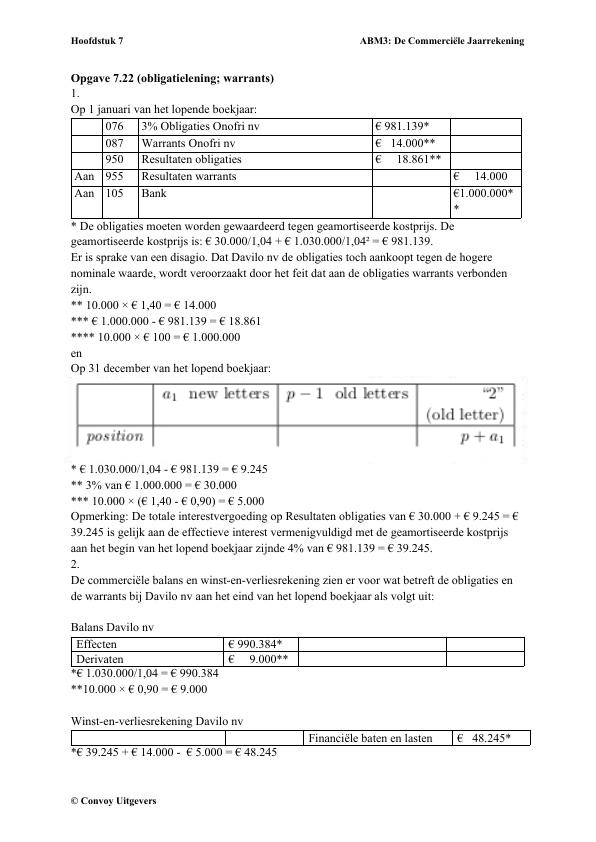 Hoofdstuk 7 ABM3: De Commerciële Jaarrekening
Opgave 7.22 (obligatielening; warrants)
1.
Op 1 januari van het lopende boekjaar:
076 3% Obligaties Onofri nv € 981.139*
087 Warrants Onofri nv € 14.000**
950 Resultaten obligaties € 18.861**
Aan 955 Resultaten warrants € 14.000
Aan 105 Bank €1.000.000*
*
* De obligaties moeten worden gewaardeerd tegen geamortiseerde kostprijs. De
geamortiseerde kostprijs is: € 30.000/1,04 + € 1.030.000/1,04² = € 981.139.
Er is sprake van een disagio. Dat Davilo nv de obligaties toch aankoopt tegen de hogere
nominale waarde, wordt veroorzaakt door het feit dat aan de obligaties warrants verbonden
zijn.
** 10.000 × € 1,40 = € 14.000
*** € 1.000.000 - € 981.139 = € 18.861
**** 10.000 × € 100 = € 1.000.000
en
Op 31 december van het lopend boekjaar:
a₁ new letters p − 1 old letters “2”
(old letter)
position p + a₁
* € 1.030.000/1,04 - € 981.139 = € 9.245
** 3% van € 1.000.000 = € 30.000
*** 10.000 × (€ 1,40 - € 0,90) = € 5.000
Opmerking: De totale interestvergoeding op Resultaten obligaties van € 30.000 + € 9.245 = €
39.245 is gelijk aan de effectieve interest vermenigvuldigd met de geamortiseerde kostprijs
aan het begin van het lopend boekjaar zijnde 4% van € 981.139 = € 39.245.
2.
De commerciële balans en winst-en-verliesrekening zien er voor wat betreft de obligaties en
de warrants bij Davilo nv aan het eind van het lopend boekjaar als volgt uit:
Balans Davilo nv
Effecten € 990.384*
Derivaten € 9.000**
*€ 1.030.000/1,04 = € 990.384
**10.000 × € 0,90 = € 9.000
Winst-en-verliesrekening Davilo nv
Financiële baten en lasten € 48.245*
*€ 39.245 + € 14.000 - € 5.000 = € 48.245
© Convoy Uitgevers